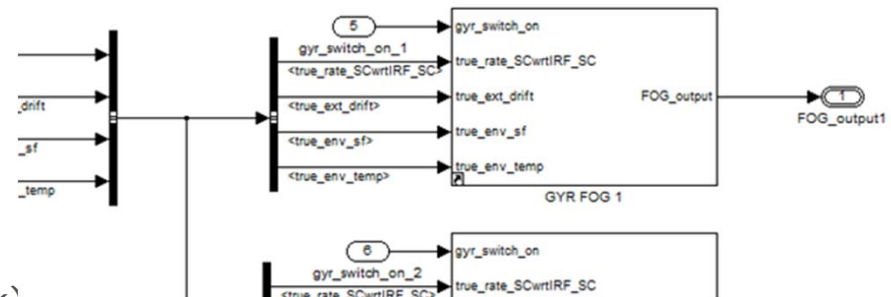 5
gyr_switch_on_1
gyr_switch_on
<true_rate_SCwrtIRF_SC>
true_rate_SCwrtIRF_SC
_drift
<true_ext_drift>
true_ext_drift
FOG_output
1
FOG_output1
_sf
<true_env_sf>
true_env_sf
_temp
<true_env_temp>
true_env_temp
GYR FOG 1
6
gyr_switch_on_2
gyr_switch_on
<true_rate_SCwrtIRF_SC>
true_rate_SCwrtIRF_SC